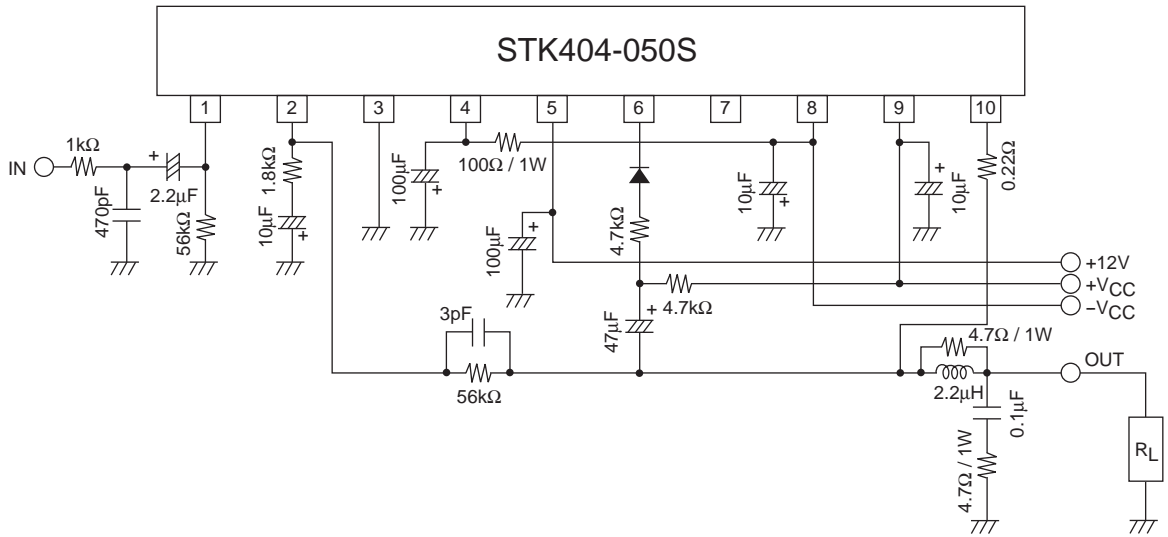 STK404-050S
1 2 3 4 5 6 7 8 9 10
IN
1kΩ
470pF
+
2.2µF
56kΩ
1.8kΩ
10µF
+
100µF
+
100Ω / 1W
100µF
+
4.7kΩ
4.7kΩ
+
47µF
10µF
+
+
10µF
0.22Ω
+12V
+VCC
−VCC
3pF
56kΩ
4.7Ω / 1W
2.2µH
OUT
0.1µF
4.7Ω / 1W
RL